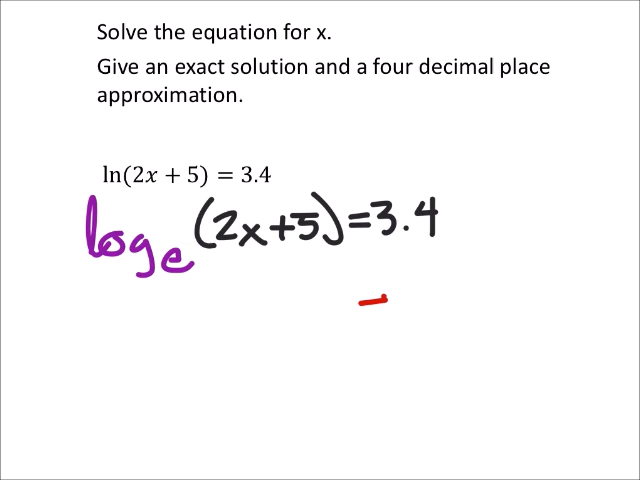 Solve the equation for x.
Give an exact solution and a four decimal place
approximation.
ln(2x + 5) = 3.4
logₑ (2x+5)=3.4